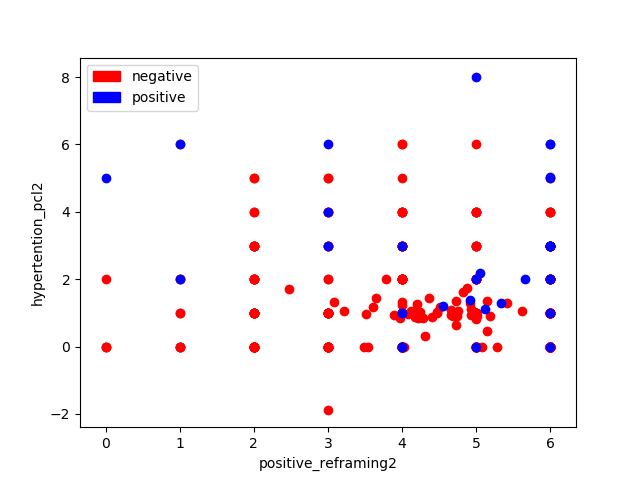 negative
positive
8
6
4
2
0
−2
hypertention_pcl2
0 1 2 3 4 5 6
positive_reframing2